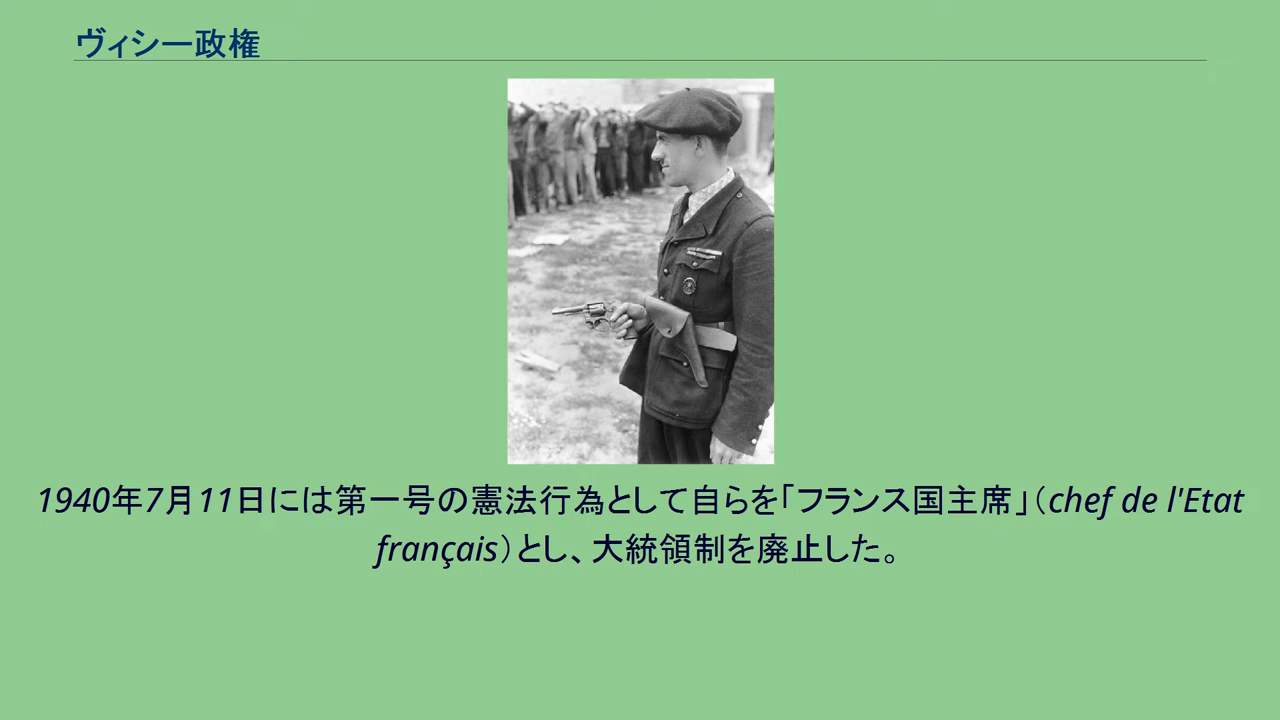 ヴィシー政権
1940年7月11日には第一号の憲法行為として自らを「フランス国主席」（chef de l'Etat
français）とし、大統領制を廃止した。